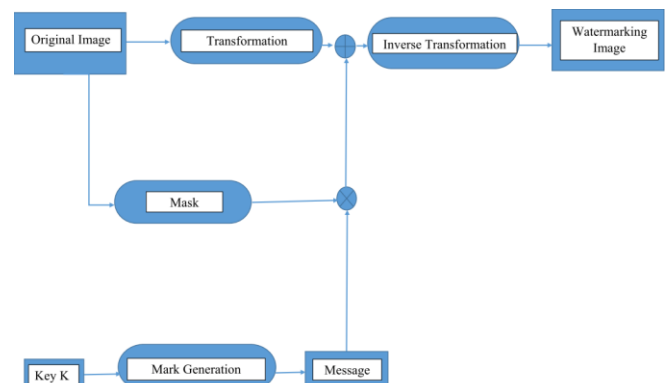 Original Image
Transformation
Inverse Transformation
Watermarking
Image
Mask
Key K
Mark Generation
Message